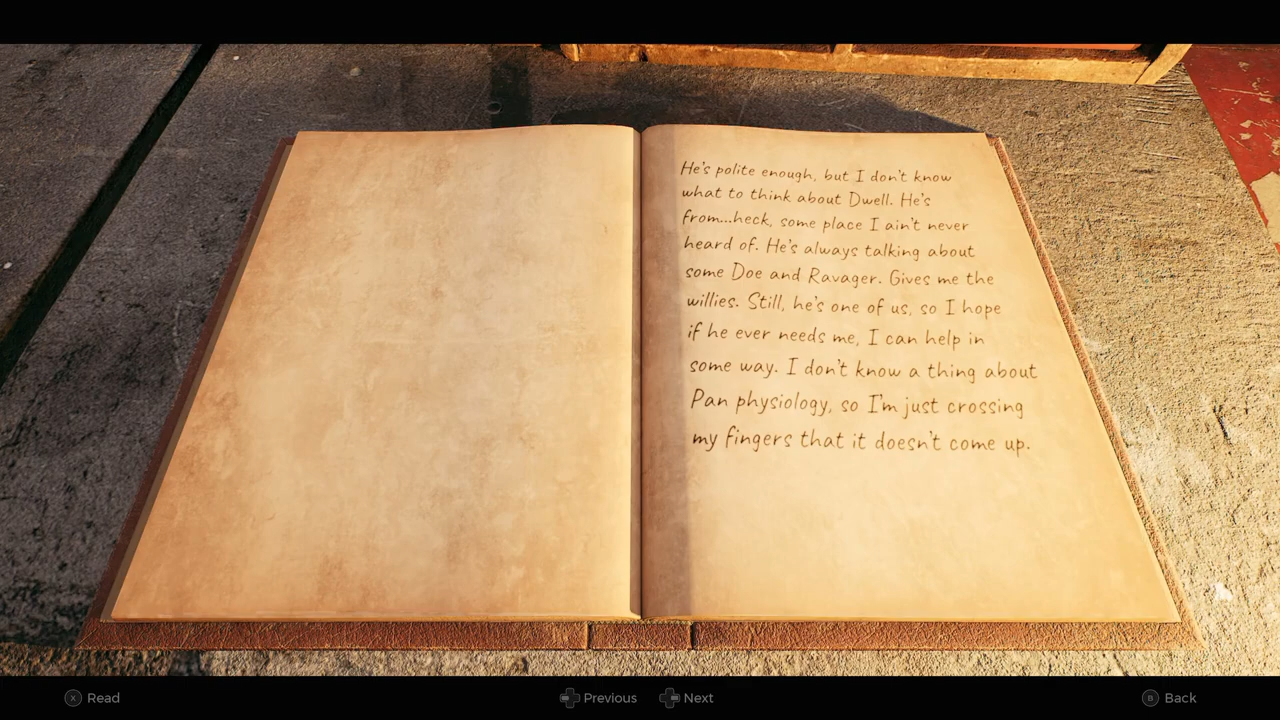 He's polite enough, but I don't know
what to think about Dwell. He's
from...heck, some place I ain't never
heard of. He's always talking about
some Doe and Ravager. Gives me the
willies. Still, he's one of us, so I hope
if he ever needs me, I can help in
some way. I don't know a thing about
Pan physiology, so I'm just crossing
my fingers that it doesn't come up.
X Read
Previous
Next
B Back